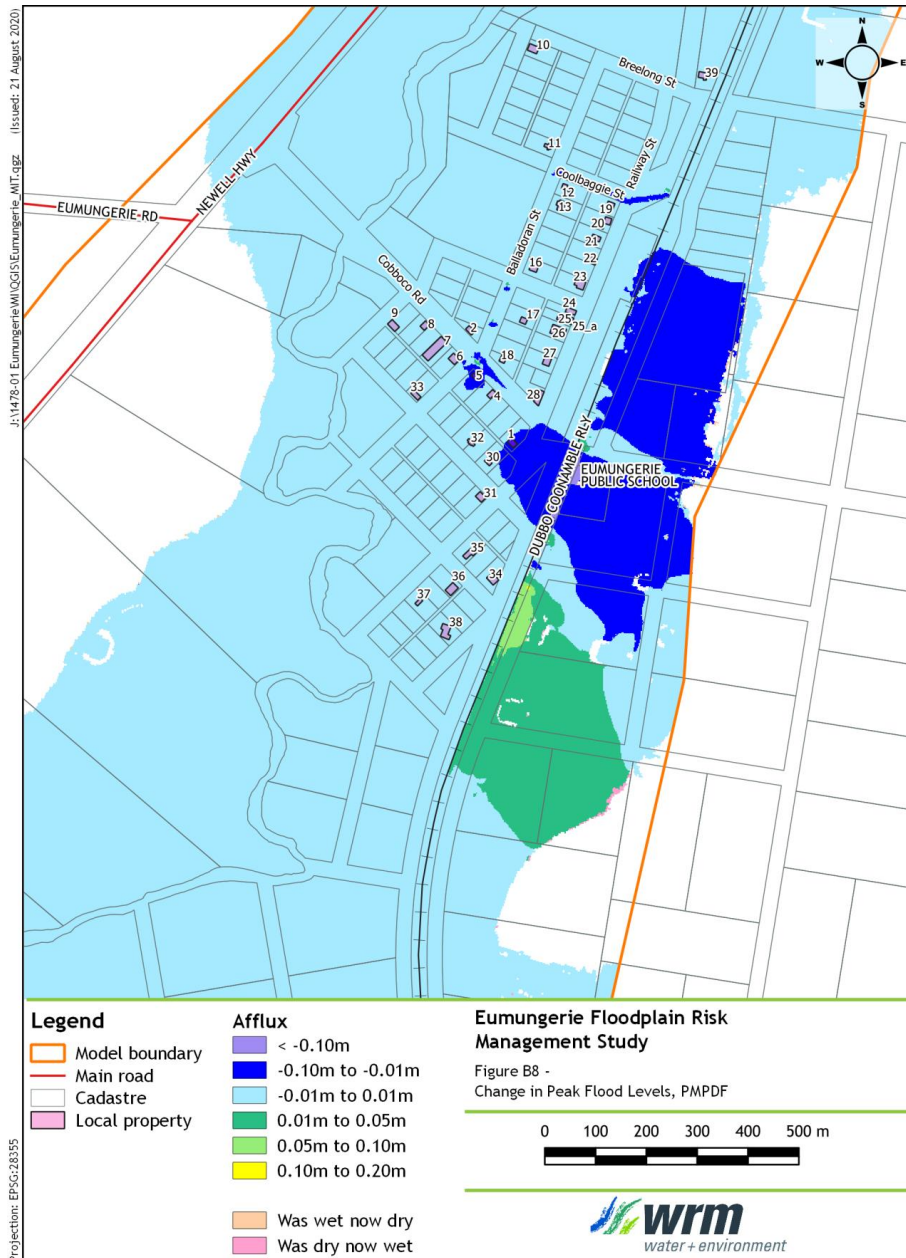 J:\1478-01 Eumungerie\WI\QGIS\Eumungerie_MIT.qgz (Issued: 21 August 2020)
Projection: EPSG:28355
N
W
E
S
10
Breelong St
39
11
NEWELL-HWY
EUMUNGERIE-RD
Coolbaggie St
Railway St
12
13
19
20
21
22
Balladoran St
16
23
Cobboco Rd
9
8
7
2
17
24
25
25_a
26
6
18
27
5
33
4
28
32
1
30
31
DUBBO COONAMBLE RLY
EUMUNGERIE
PUBLIC SCHOOL
35
34
36
37
38
Legend
Model boundary
Main road
Cadastre
Local property
Afflux
< -0.10m
-0.10m to -0.01m
-0.01m to 0.01m
0.01m to 0.05m
0.05m to 0.10m
0.10m to 0.20m
Was wet now dry
Was dry now wet
Eumungerie Floodplain Risk
Management Study
Figure B8 -
Change in Peak Flood Levels, PMPDF
0 100 200 300 400 500 m
wrm
water + environment